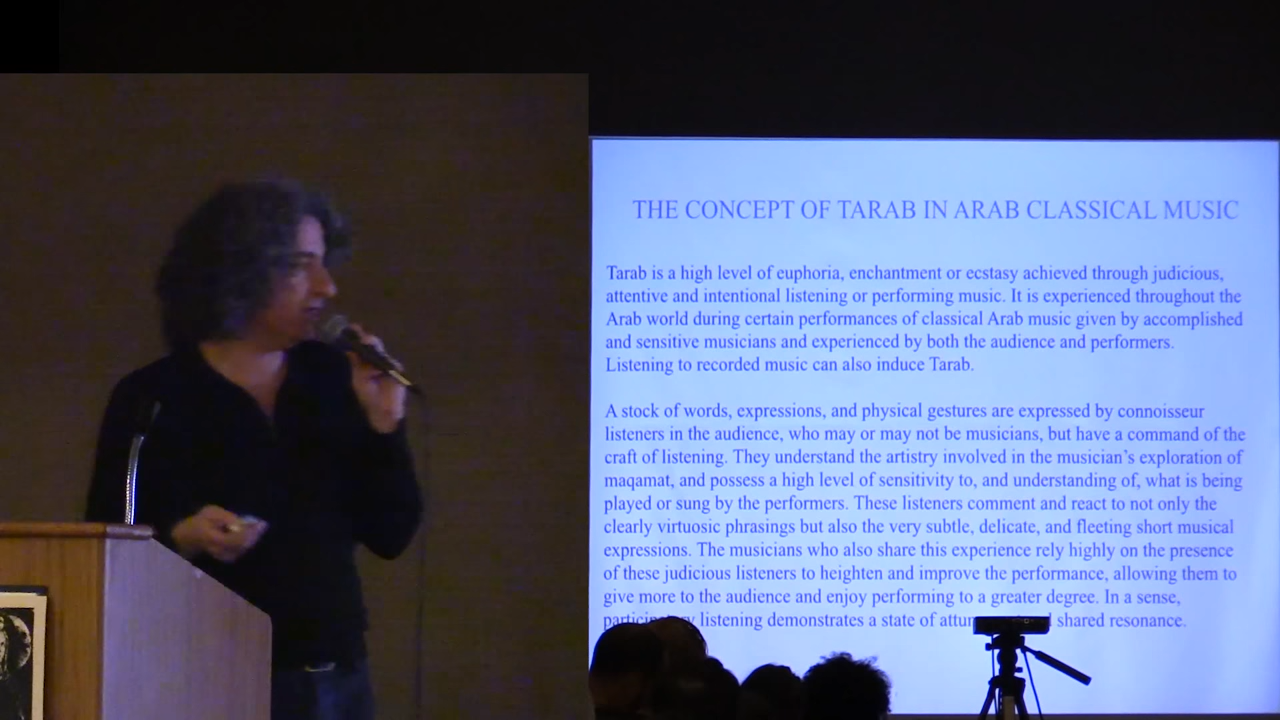 THE CONCEPT OF TARAB IN ARAB CLASSICAL MUSIC
Tarab is a high level of euphoria, enchantment or ecstasy achieved through judicious,
attentive and intentional listening or performing music. It is experienced throughout the
Arab world during certain performances of classical Arab music given by accomplished
and sensitive musicians and experienced by both the audience and performers.
Listening to recorded music can also induce Tarab.
A stock of words, expressions, and physical gestures are expressed by connoisseur
listeners in the audience, who may or may not be musicians, but have a command of the
craft of listening. They understand the artistry involved in the musician's exploration of
maqamat, and possess a high level of sensitivity to, and understanding of, what is being
played or sung by the performers. These listeners comment and react to not only the
clearly virtuosic phrasings but also the very subtle, delicate, and fleeting short musical
expressions. The musicians who also share this experience rely highly on the presence
of these judicious listeners to heighten and improve the performance, allowing them to
give more to the audience and enjoy performing to a greater degree. In a sense,
listening demonstrates a state of shared resonance.